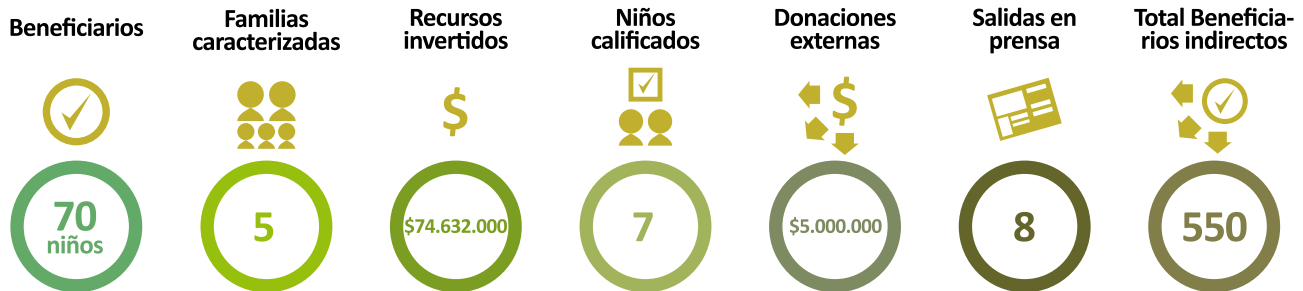 Beneficiarios
Familias
caracterizadas
Recursos
invertidos
Niños
calificados
Donaciones
externas
Salidas en
prensa
Total Beneficia-
rios indirectos
$
$
70
niños
5
$74.632.000
7
$5.000.000
8
550